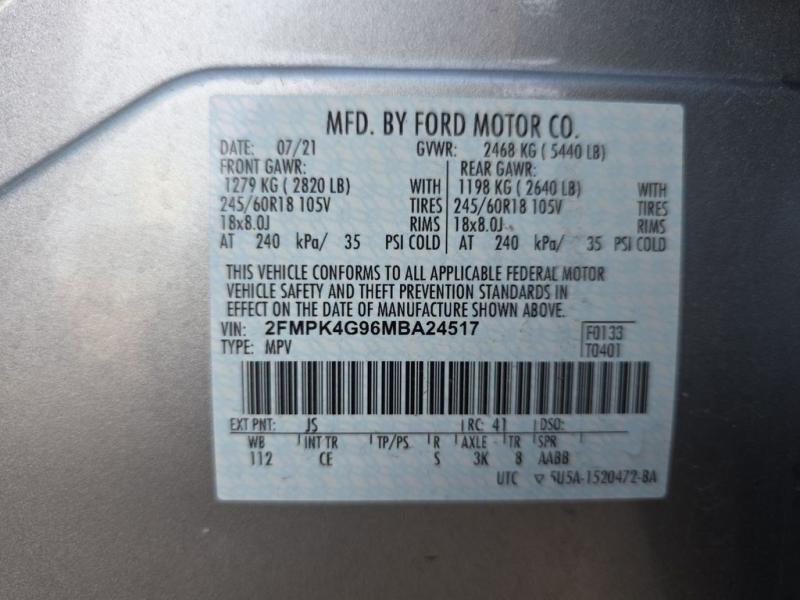 MFD. BY FORD MOTOR CO.
DATE: 07/21 GVWR: 2468 KG ( 5440 LB)
FRONT GAWR: REAR GAWR:
1279 KG ( 2820 LB) WITH 1198 KG ( 2640 LB) WITH
245/60R18 105V TIRES 245/60R18 105V TIRES
18x8.0J RIMS 18x8.0J RIMS
AT 240 kPa/ 35 PSI COLD AT 240 kPa/ 35 PSI COLD
THIS VEHICLE CONFORMS TO ALL APPLICABLE FEDERAL MOTOR
VEHICLE SAFETY AND THEFT PREVENTION STANDARDS IN
EFFECT ON THE DATE OF MANUFACTURE SHOWN ABOVE.
VIN: 2FMPK4G96MBA24517 F0133
TYPE: MPV T0401
EXT PNT: JS RC: 41 DSO:
WB INT TR TP/PS R AXLE TR SPR
112 CE S 3K 8 AABB
UTC ▽ 5U5A-1520472-BA